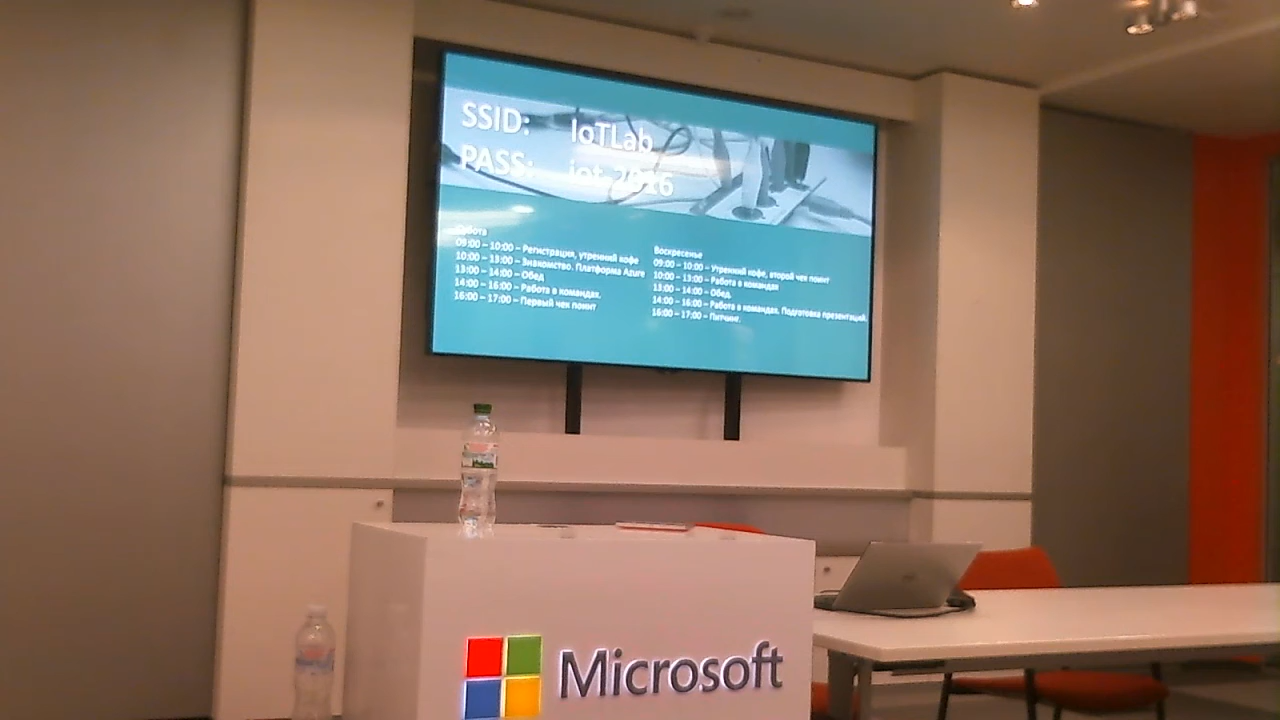 SSID: IoTLab
PASS: iot-2016
Субота
09:00 – 10:00 – Регистрация, утренний кофе
10:00 – 13:00 – Знакомство. Платформа Azure
13:00 – 14:00 – Обед
14:00 – 16:00 – Работа в командах.
16:00 – 17:00 – Первый чек поинт
Воскресенье
09:00 – 10:00 – Утренний кофе, второй чек поинт
10:00 – 13:00 – Работа в командах
13:00 – 14:00 – Обед.
14:00 – 16:00 – Работа в командах. Подготовка презентаций.
16:00 – 17:00 – Питчинг.
Microsoft